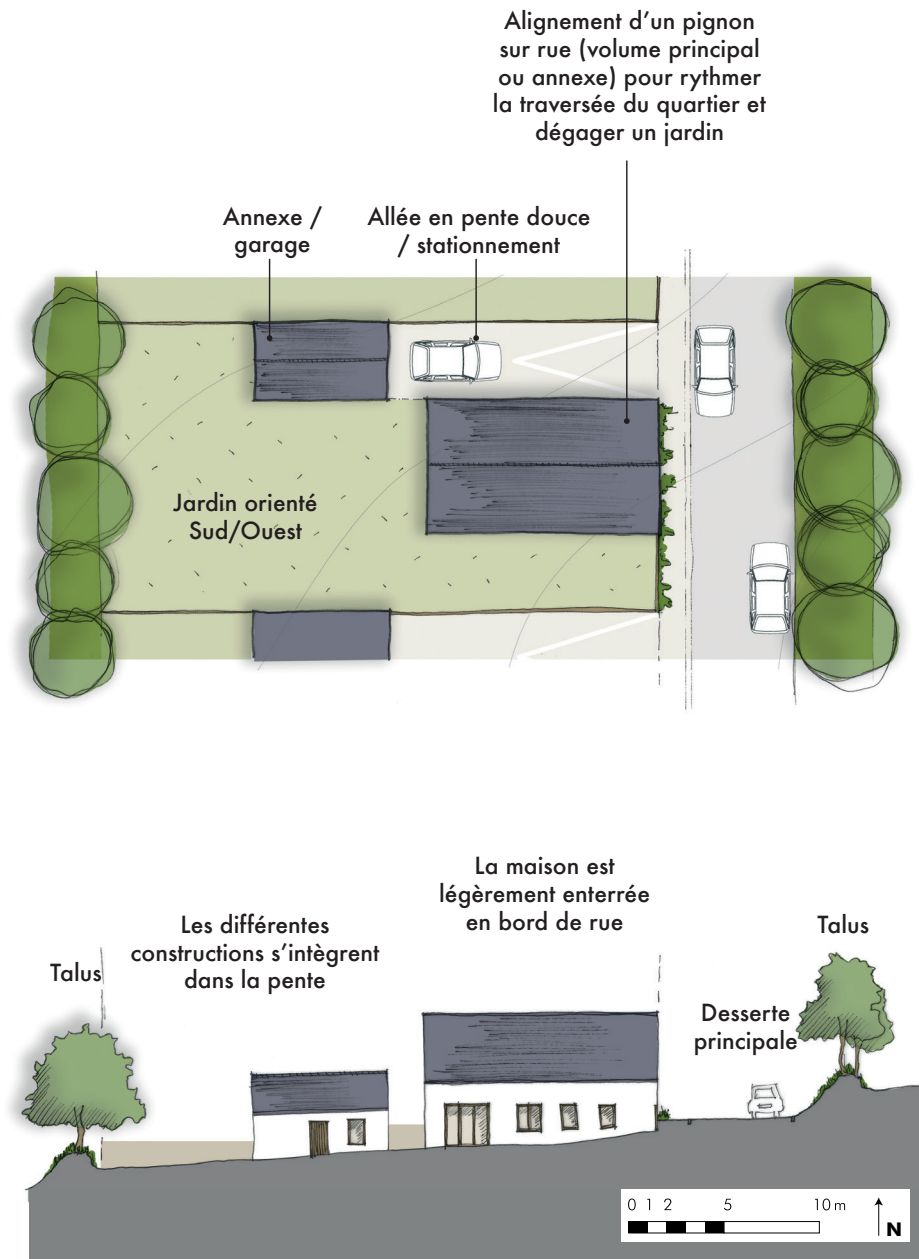 Alignement d’un pignon
sur rue (volume principal
ou annexe) pour rythmer
la traversée du quartier et
dégager un jardin
Annexe /
garage
Allée en pente douce
/ stationnement
Jardin orienté
Sud/Ouest
La maison est
légèrement enterrée
en bord de rue
Les différentes
constructions s’intègrent
dans la pente
Talus
Talus
Desserte
principale
0 1 2 5 10 m
N